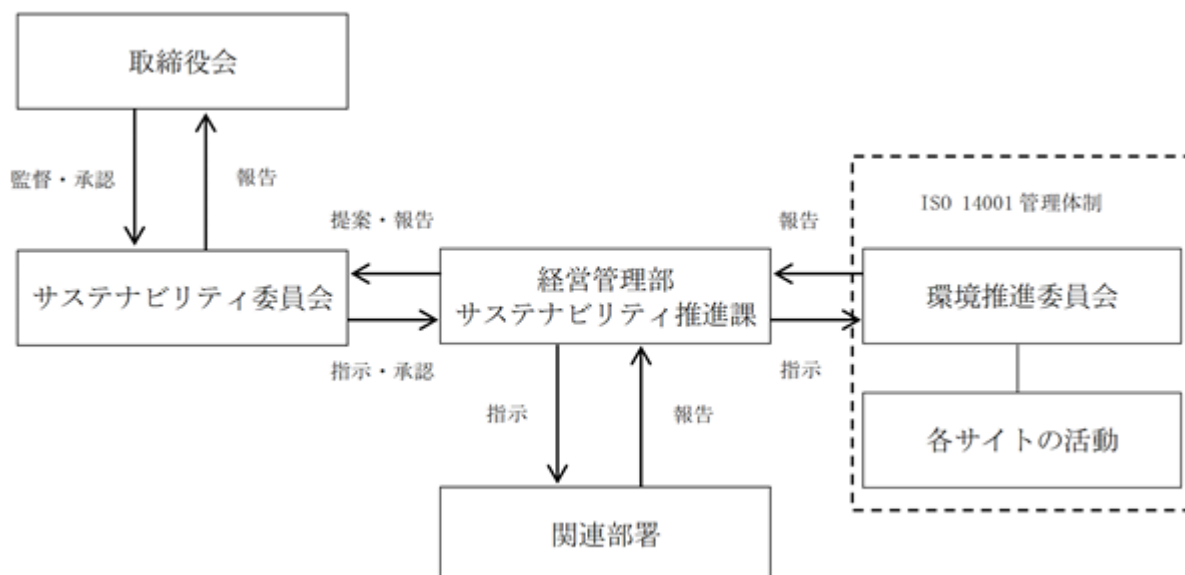 取締役会
監督・承認
報告
ISO 14001 管理体制
提案・報告
報告
サステナビリティ委員会
経営管理部
サステナビリティ推進課
環境推進委員会
指示・承認
指示
指示
報告
各サイトの活動
関連部署